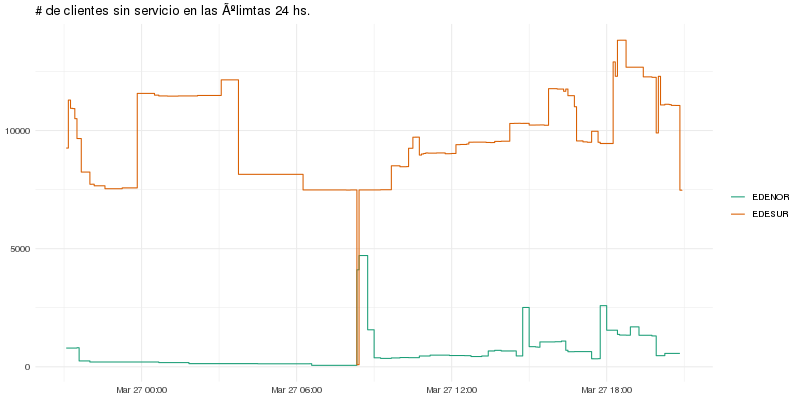 # de clientes sin servicio en las Ãºlimtas 24 hs.
10000
5000
0
EDENOR
EDESUR
Mar 27 00:00
Mar 27 06:00
Mar 27 12:00
Mar 27 18:00